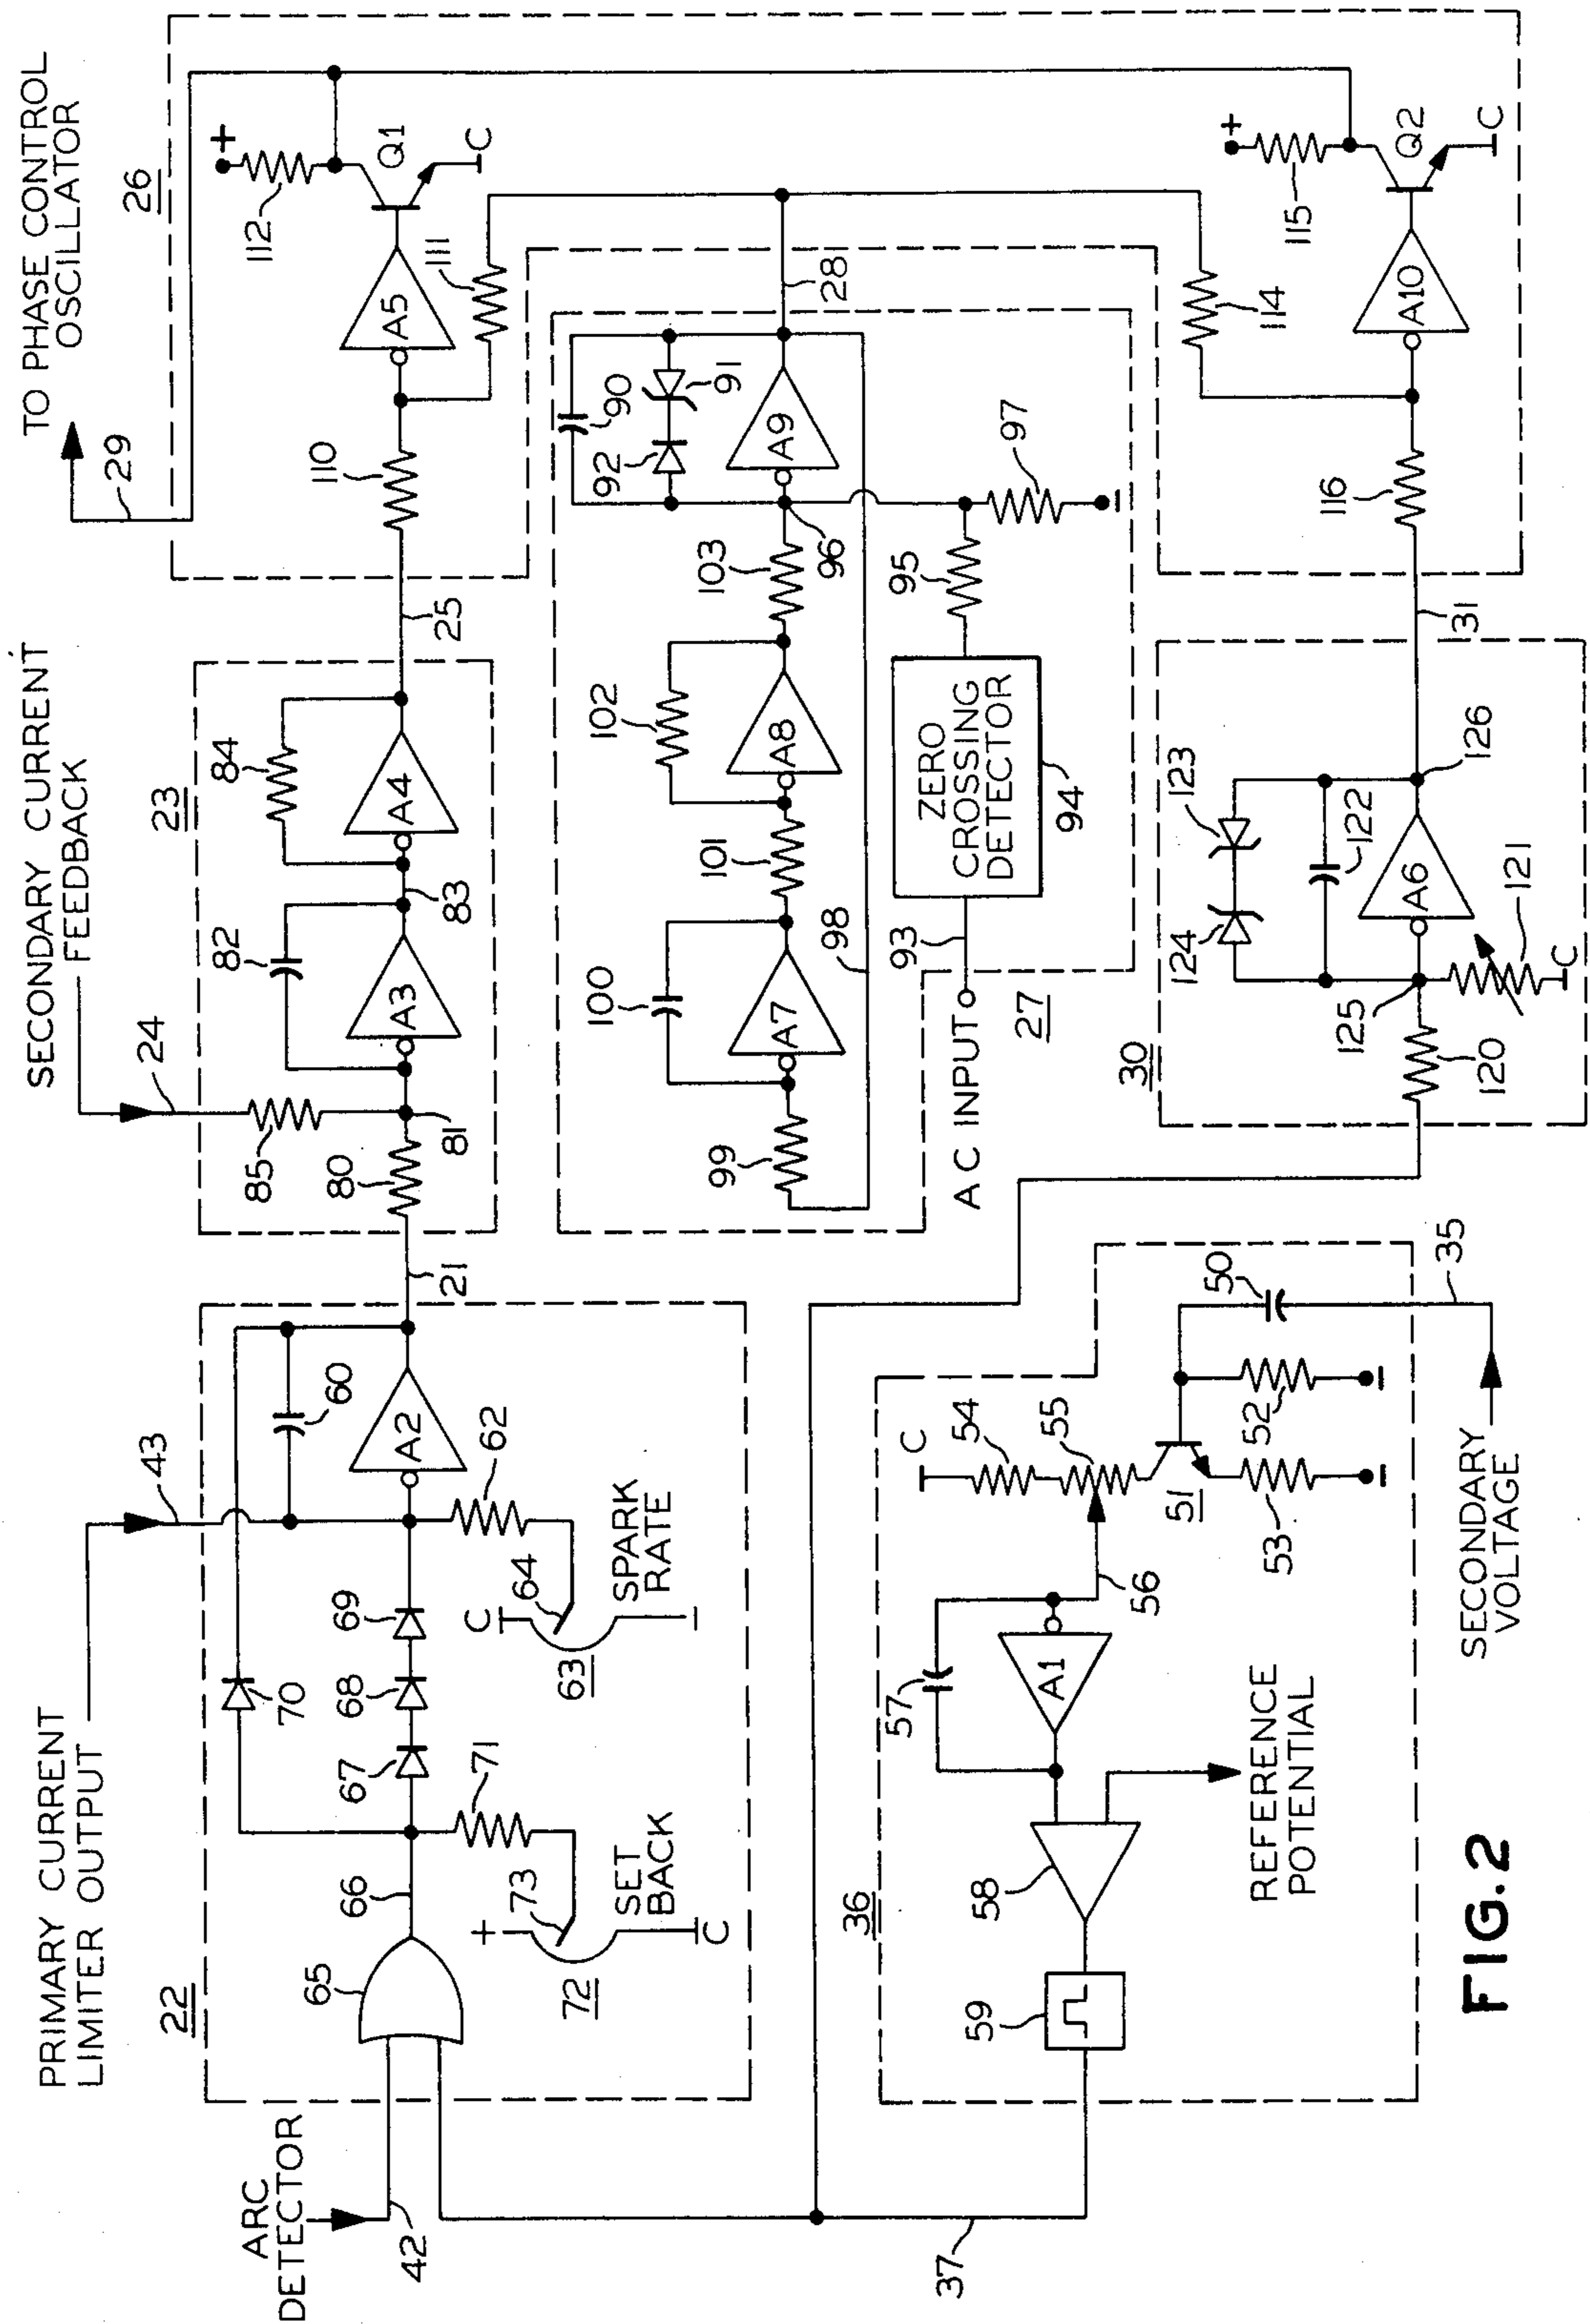 TO PHASE CONTROL
OSCILLATOR
29
26
112
+
Q1
C
A5
111
110
25
SECONDARY CURRENT
FEEDBACK
24
23
84
A4
83
82
A3
85
80
81
21
PRIMARY CURRENT
LIMITER OUTPUT
43
22
70
60
A2
62
69
68
67
64
C
63
SPARK
RATE
71
66
65
73
+
72
SET
BACK
C
ARC
DETECTOR
42
37
28
90
91
92
A9
97
96
103
95
102
A8
101
ZERO
CROSSING
DETECTOR
94
100
A7
98
93
99
A C INPUT
27
114
+
115
Q2
C
A10
116
31
30
123
124
122
126
A6
121
C
125
120
36
50
35
52
53
51
54
C
55
56
57
A1
58
59
REFERENCE
POTENTIAL
SECONDARY
VOLTAGE
FIG.2